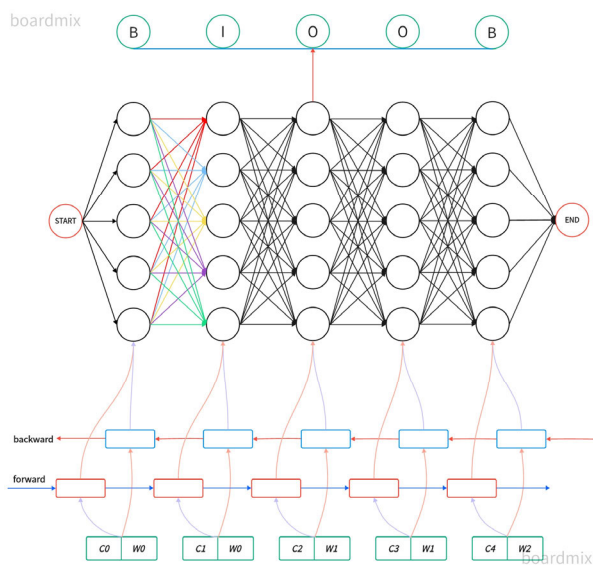 boardmix
B I O O B
START
END
backward
forward
C0 W0 C1 W0 C2 W1 C3 W1 C4 W2
boardmix